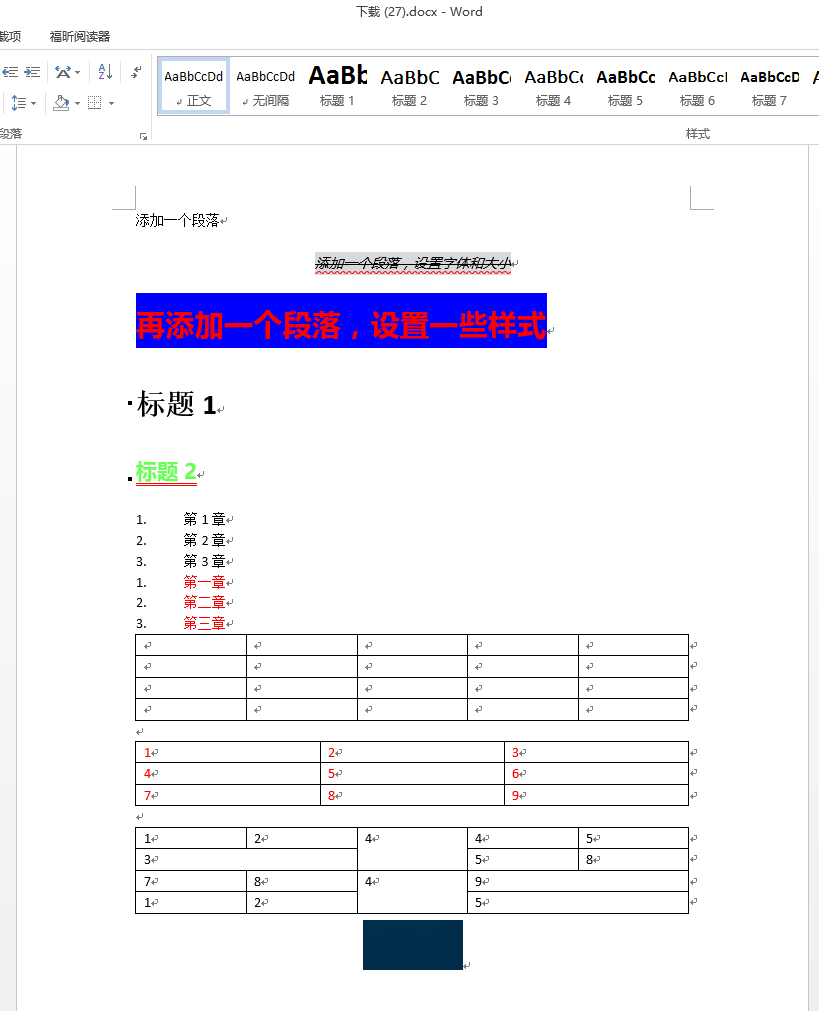 下载 (27).docx - Word
载项 福昕阅读器
AaBbCcDd AaBbCcDd AaBb AaBbC AaBbC AaBbCc AaBbCc AaBbCcI AaBbCcD
正文 无间隔 标题 1 标题 2 标题 3 标题 4 标题 5 标题 6 标题 7
段落 样式
添加一个段落
添加一个段落，设置字体和大小
再添加一个段落，设置一些样式
标题 1
标题 2
1. 第 1 章
2. 第 2 章
3. 第 3 章
1. 第一章
2. 第二章
3. 第三章
1 2 3
4 5 6
7 8 9
1 2 4 4 5
3 5 8
7 8 4 9
1 2 5